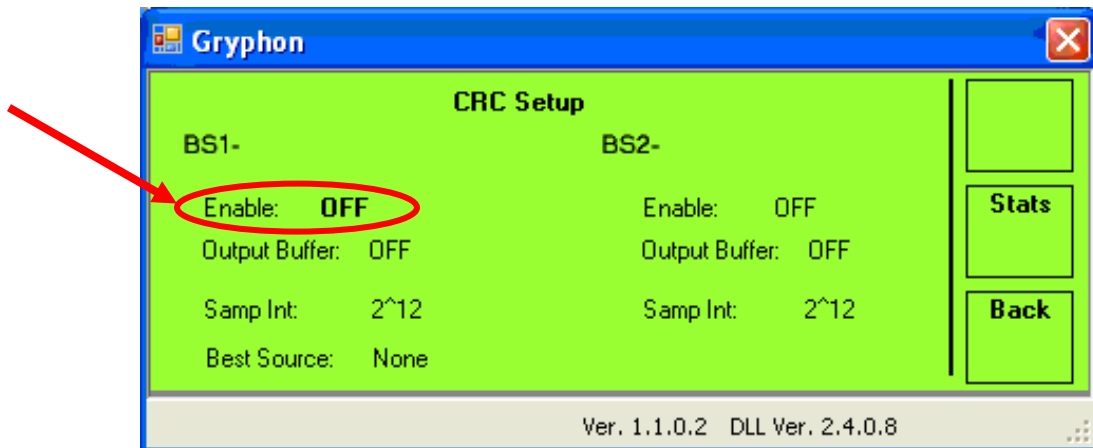 Gryphon
CRC Setup
BS1-
BS2-
Enable: OFF
Enable: OFF
Output Buffer: OFF
Output Buffer: OFF
Samp Int: 2^12
Samp Int: 2^12
Best Source: None
Stats
Back
Ver. 1.1.0.2 DLL Ver. 2.4.0.8